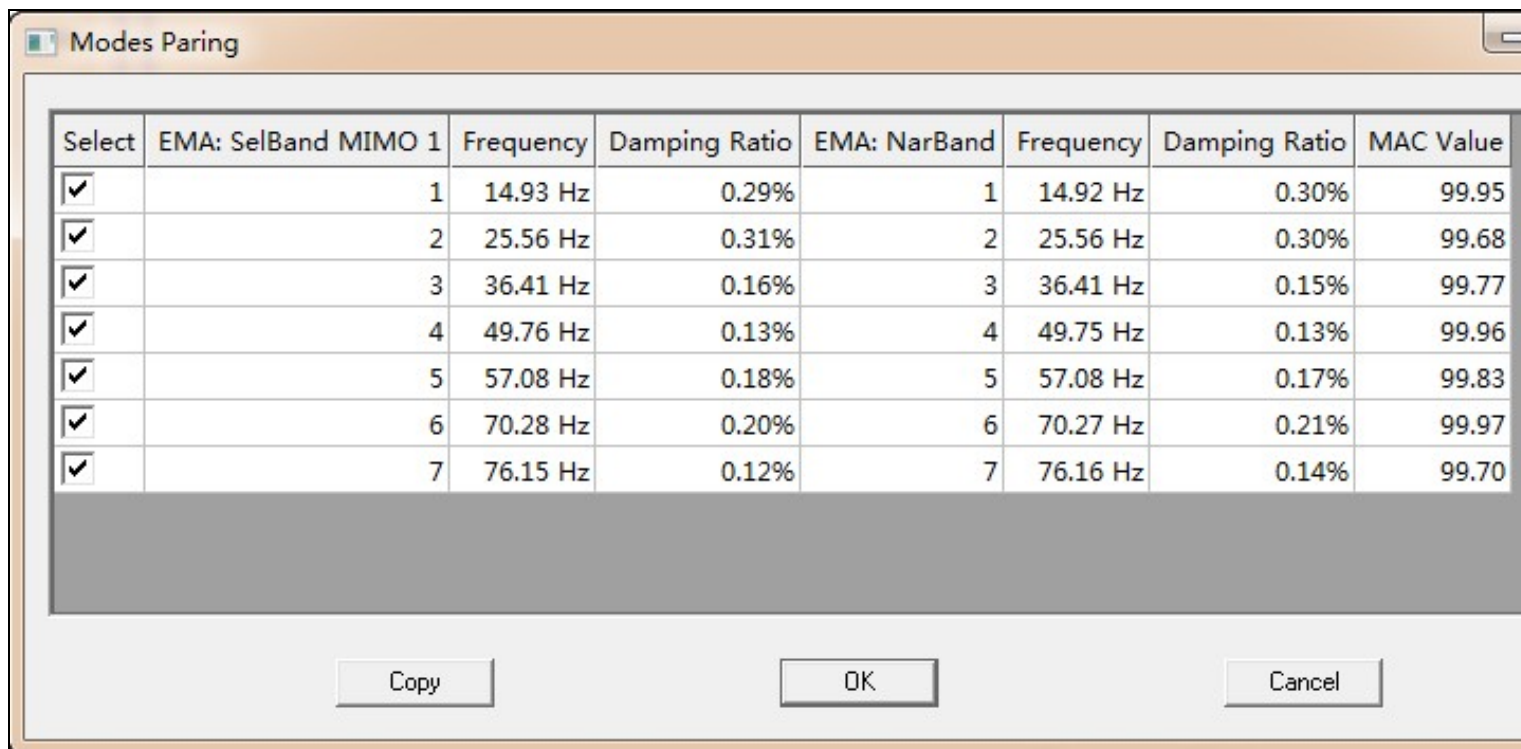 Modes Paring
Select EMA: SelBand MIMO 1 Frequency Damping Ratio EMA: NarBand Frequency Damping Ratio MAC Value
1 14.93 Hz 0.29% 1 14.92 Hz 0.30% 99.95
2 25.56 Hz 0.31% 2 25.56 Hz 0.30% 99.68
3 36.41 Hz 0.16% 3 36.41 Hz 0.15% 99.77
4 49.76 Hz 0.13% 4 49.75 Hz 0.13% 99.96
5 57.08 Hz 0.18% 5 57.08 Hz 0.17% 99.83
6 70.28 Hz 0.20% 6 70.27 Hz 0.21% 99.97
7 76.15 Hz 0.12% 7 76.16 Hz 0.14% 99.70
Copy OK Cancel